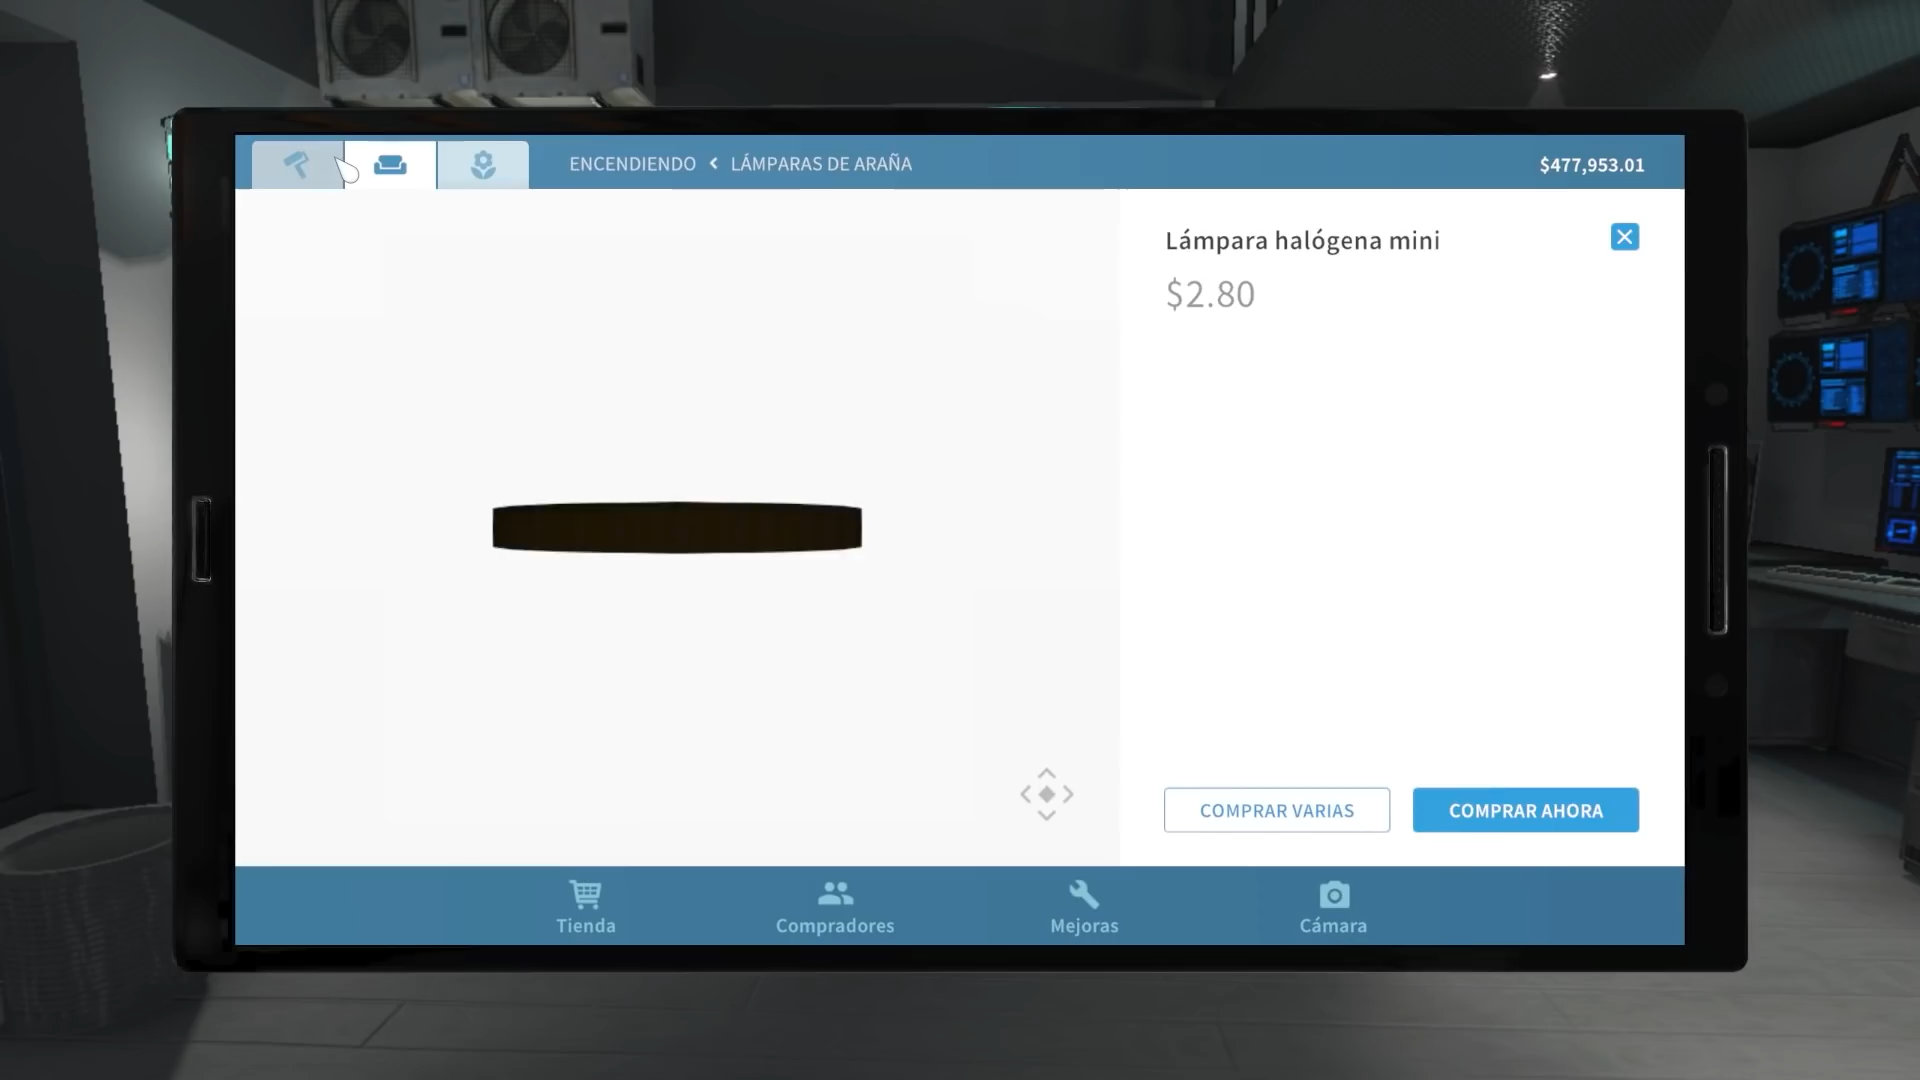 ENCENDIENDO < LÁMPARAS DE ARAÑA
$477,953.01
Lámpara halógena mini
$2.80
COMPRAR VARIAS
COMPRAR AHORA
Tienda
Compradores
Mejoras
Cámara